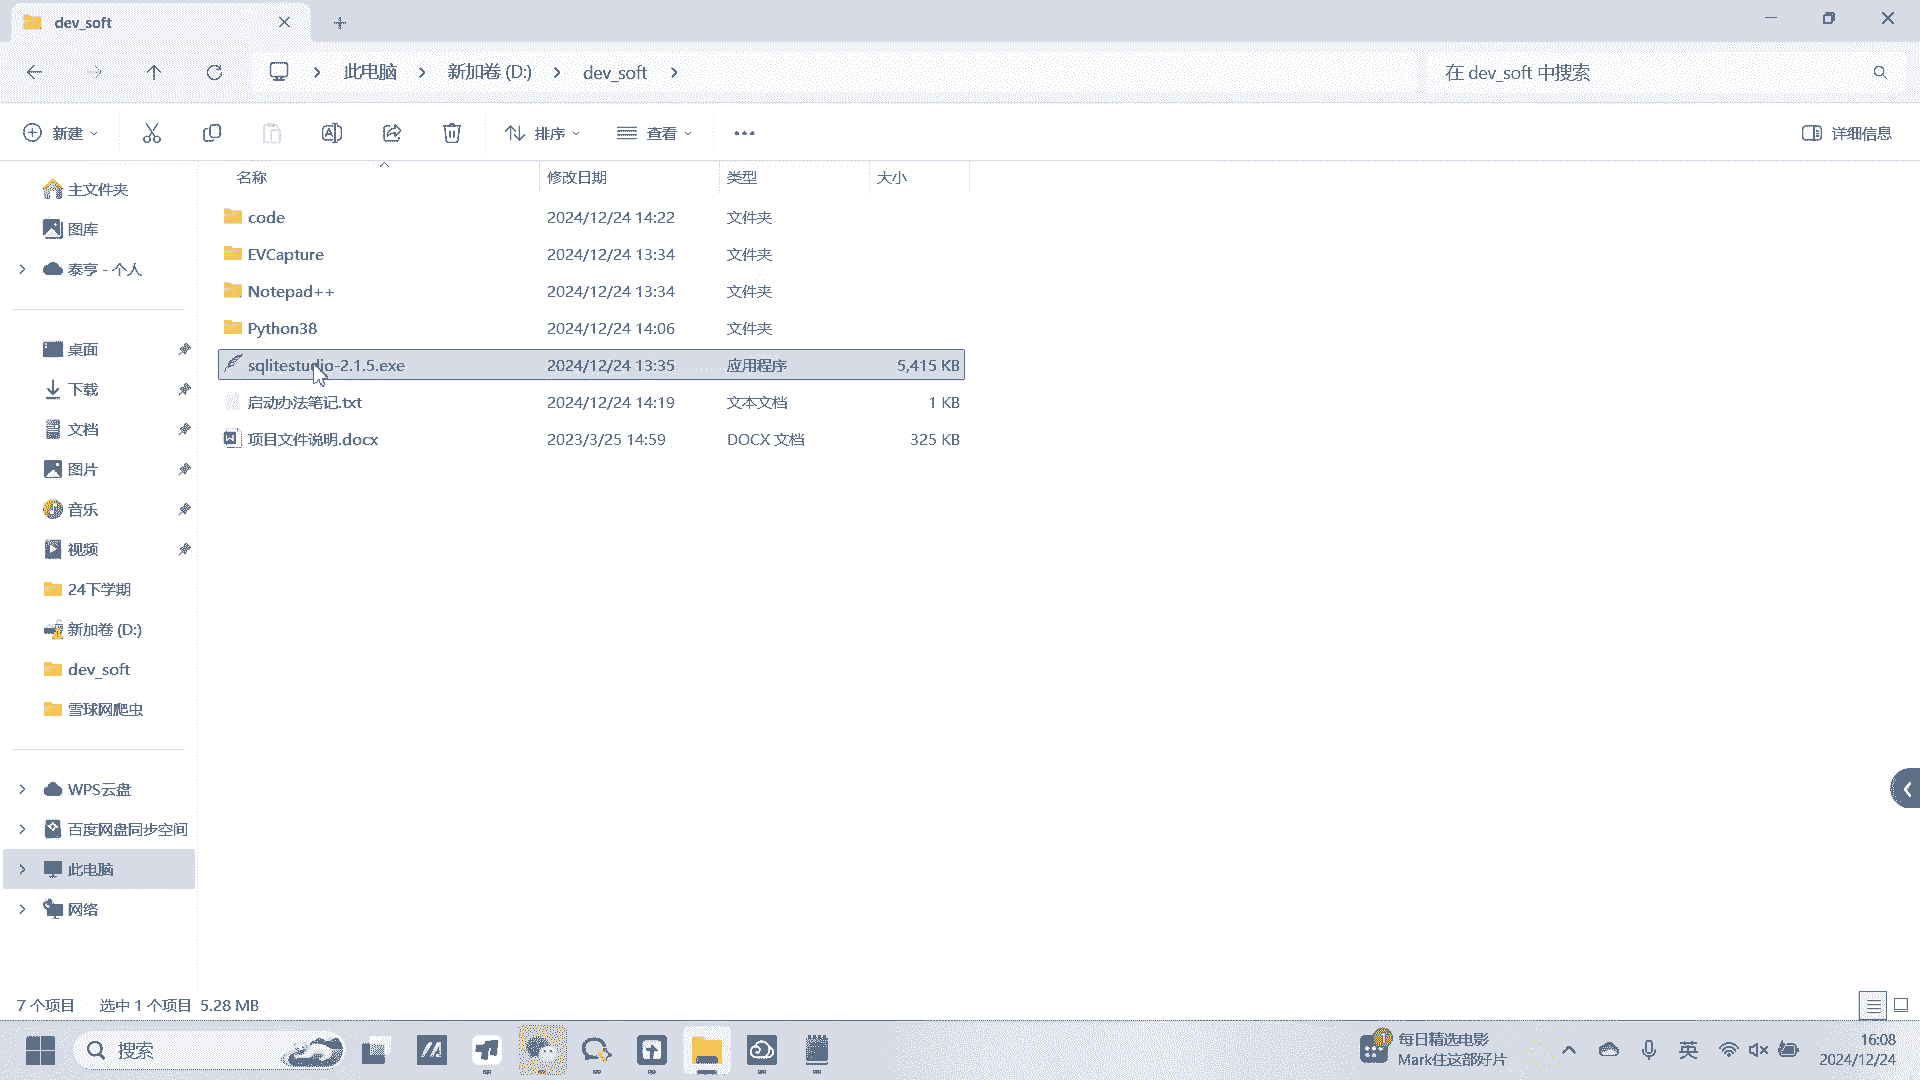 dev_soft
此电脑 新加卷 (D:) dev_soft
在 dev_soft 中搜索
新建 排序 查看 详细信息
名称 修改日期 类型 大小
code 2024/12/24 14:22 文件夹
EVCapture 2024/12/24 13:34 文件夹
Notepad++ 2024/12/24 13:34 文件夹
Python38 2024/12/24 14:06 文件夹
sqlitestudio-2.1.5.exe 2024/12/24 13:35 应用程序 5,415 KB
启动办法笔记.txt 2024/12/24 14:19 文本文档 1 KB
项目文件说明.docx 2023/3/25 14:59 DOCX 文档 325 KB
主文件夹
图库
泰亨 - 个人
桌面
下载
文档
图片
音乐
视频
24下学期
新加卷 (D:)
dev_soft
雪球网爬虫
WPS云盘
百度网盘同步空间
此电脑
网络
7 个项目 选中 1 个项目 5.28 MB
搜索
每日精选电影
Mark住这部好片
英
16:08
2024/12/24